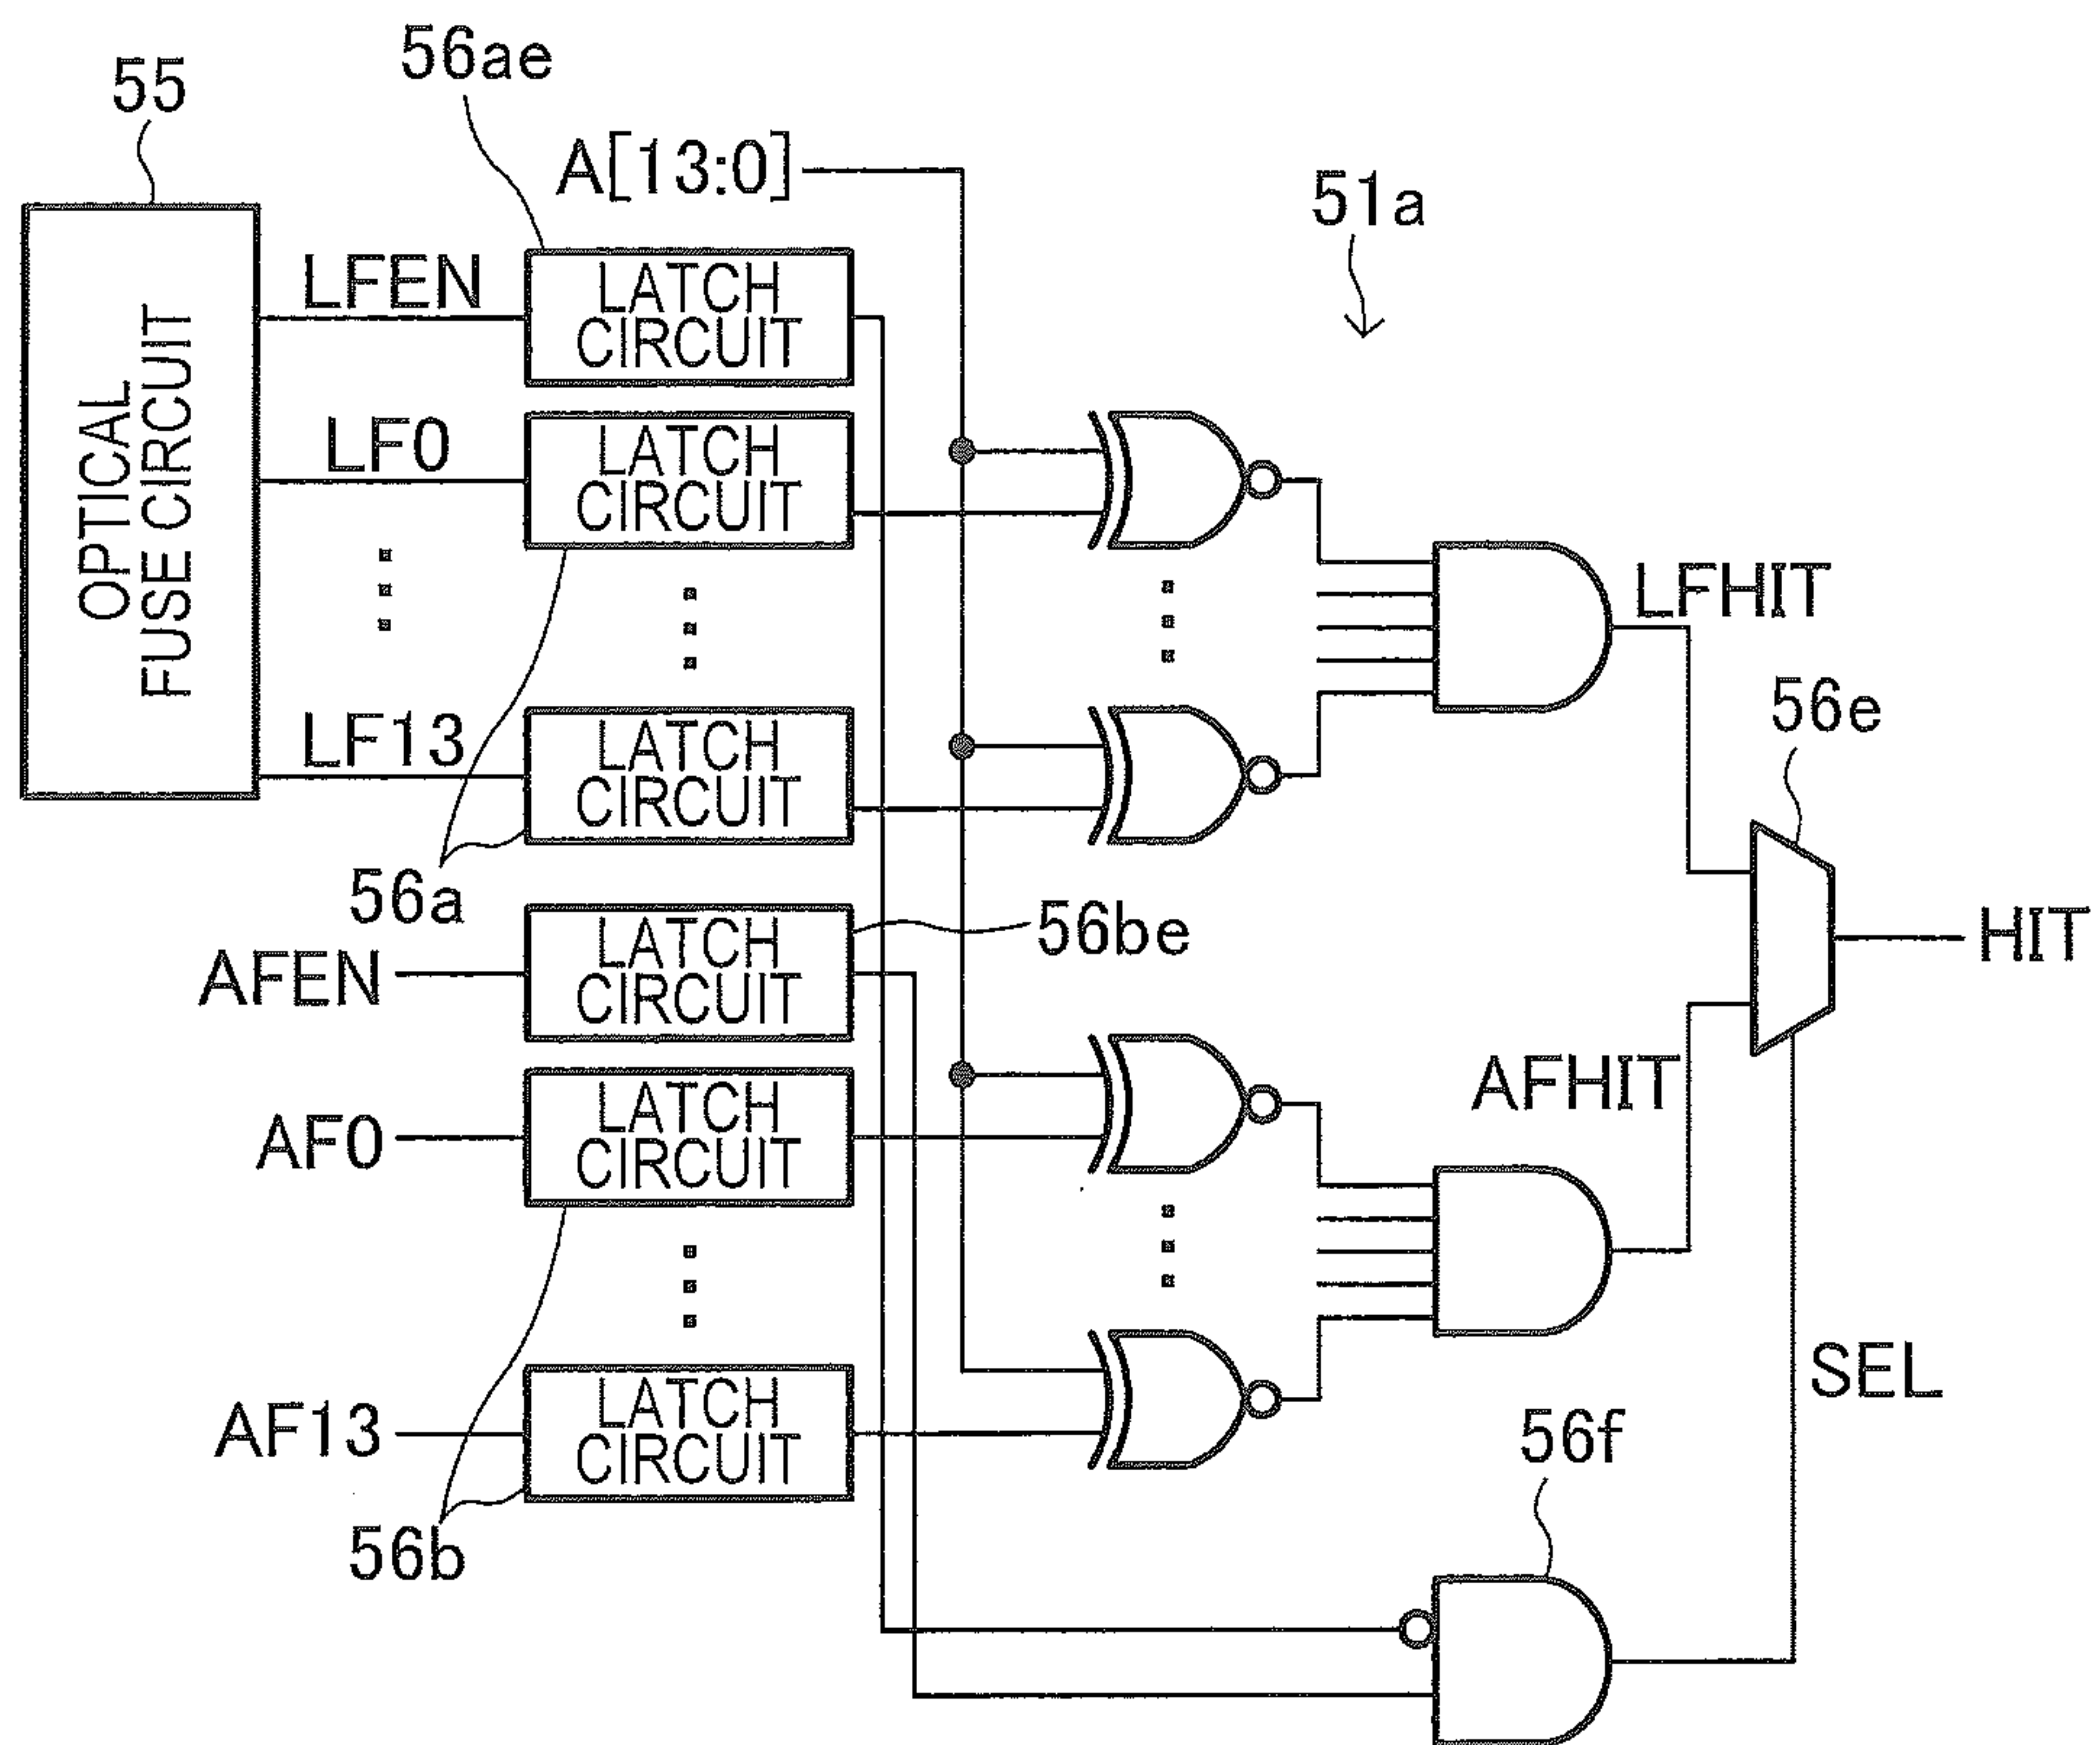 56ae
55
A[13:0]
51a
LFEN
LATCH
CIRCUIT
OPTICAL
FUSE CIRCUIT
LF0
LATCH
CIRCUIT
LFHIT
LF13
LATCH
CIRCUIT
56e
56a
AFEN
LATCH
CIRCUIT
56be
HIT
AF0
LATCH
CIRCUIT
AFHIT
AF13
LATCH
CIRCUIT
SEL
56b
56f